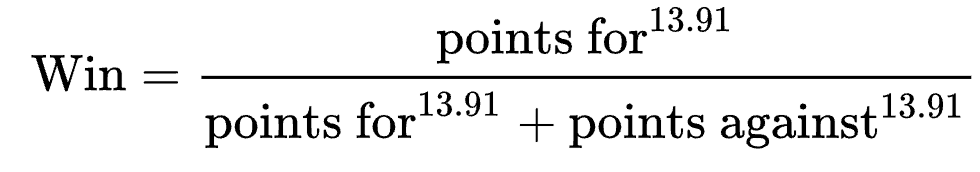 points for^13.91
Win =
points for^13.91 + points against^13.91